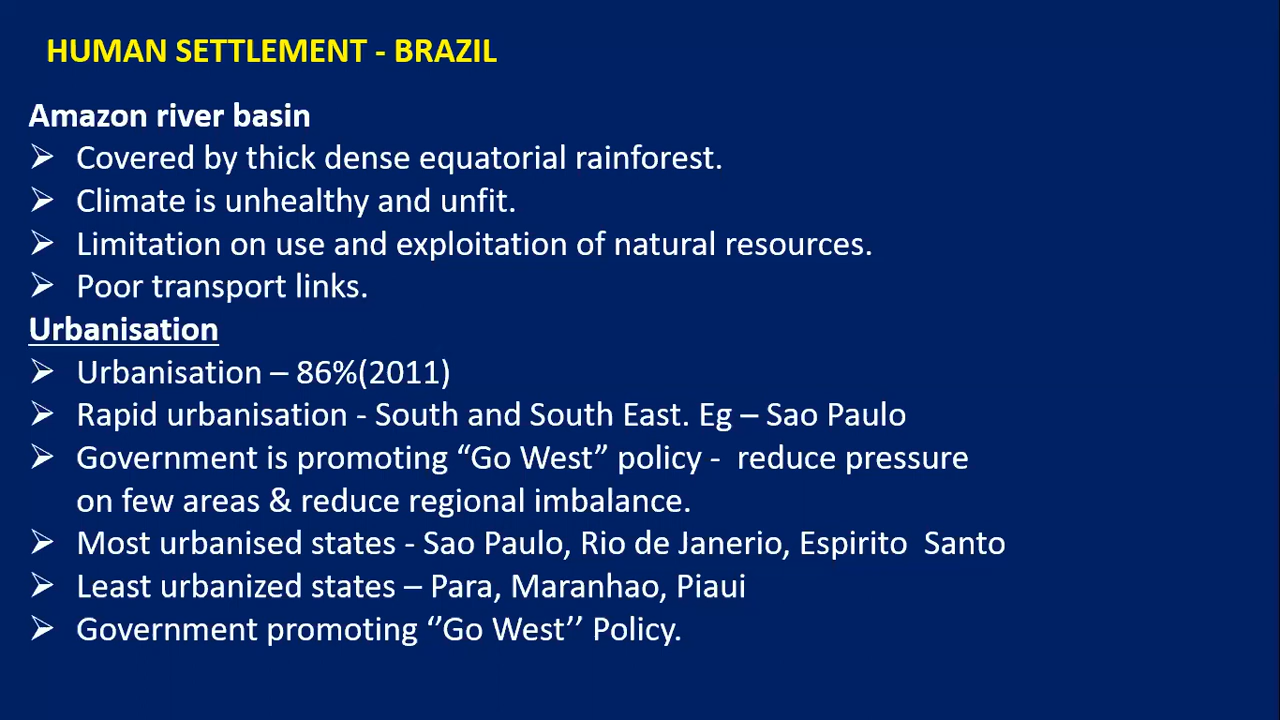 HUMAN SETTLEMENT - BRAZIL
Amazon river basin
➢ Covered by thick dense equatorial rainforest.
➢ Climate is unhealthy and unfit.
➢ Limitation on use and exploitation of natural resources.
➢ Poor transport links.
Urbanisation
➢ Urbanisation – 86%(2011)
➢ Rapid urbanisation - South and South East. Eg – Sao Paulo
➢ Government is promoting “Go West” policy - reduce pressure
on few areas & reduce regional imbalance.
➢ Most urbanised states - Sao Paulo, Rio de Janerio, Espirito Santo
➢ Least urbanized states – Para, Maranhao, Piaui
➢ Government promoting ‘’Go West’’ Policy.